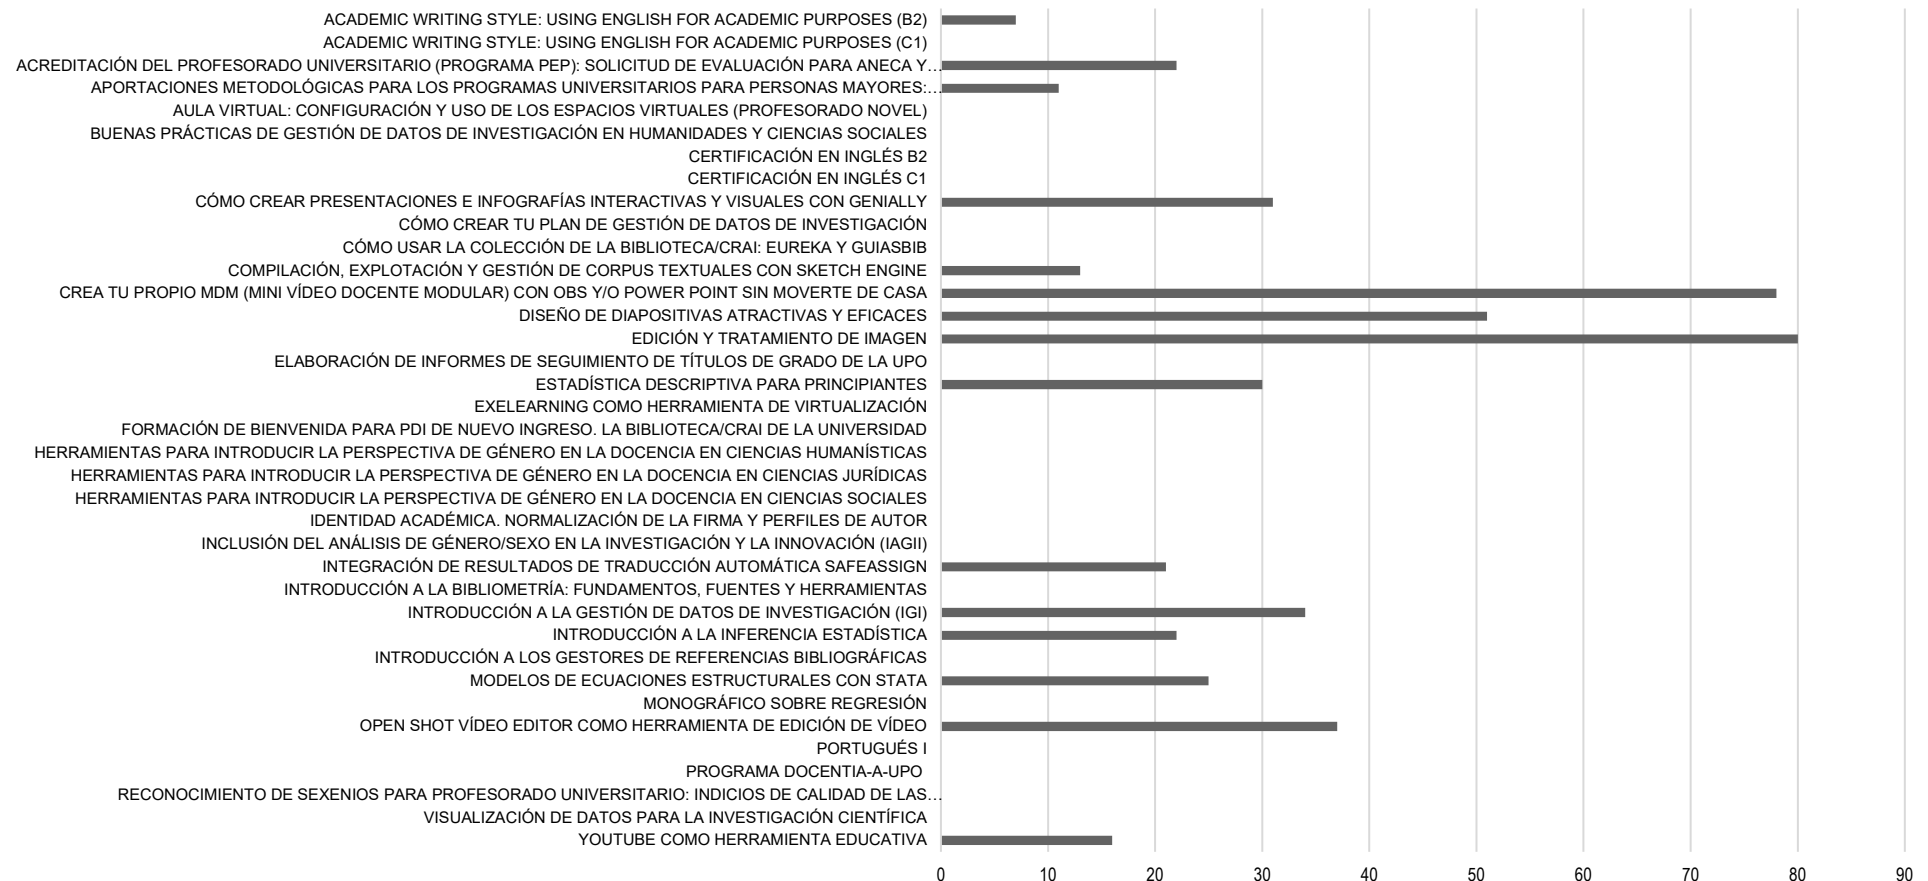 ACADEMIC WRITING STYLE: USING ENGLISH FOR ACADEMIC PURPOSES (B2)
ACADEMIC WRITING STYLE: USING ENGLISH FOR ACADEMIC PURPOSES (C1)
ACREDITACIÓN DEL PROFESORADO UNIVERSITARIO (PROGRAMA PEP): SOLICITUD DE EVALUACIÓN PARA ANECA Y…
APORTACIONES METODOLÓGICAS PARA LOS PROGRAMAS UNIVERSITARIOS PARA PERSONAS MAYORES:…
AULA VIRTUAL: CONFIGURACIÓN Y USO DE LOS ESPACIOS VIRTUALES (PROFESORADO NOVEL)
BUENAS PRÁCTICAS DE GESTIÓN DE DATOS DE INVESTIGACIÓN EN HUMANIDADES Y CIENCIAS SOCIALES
CERTIFICACIÓN EN INGLÉS B2
CERTIFICACIÓN EN INGLÉS C1
CÓMO CREAR PRESENTACIONES E INFOGRAFÍAS INTERACTIVAS Y VISUALES CON GENIALLY
CÓMO CREAR TU PLAN DE GESTIÓN DE DATOS DE INVESTIGACIÓN
CÓMO USAR LA COLECCIÓN DE LA BIBLIOTECA/CRAI: EUREKA Y GUIASBIB
COMPILACIÓN, EXPLOTACIÓN Y GESTIÓN DE CORPUS TEXTUALES CON SKETCH ENGINE
CREA TU PROPIO MDM (MINI VÍDEO DOCENTE MODULAR) CON OBS Y/O POWER POINT SIN MOVERTE DE CASA
DISEÑO DE DIAPOSITIVAS ATRACTIVAS Y EFICACES
EDICIÓN Y TRATAMIENTO DE IMAGEN
ELABORACIÓN DE INFORMES DE SEGUIMIENTO DE TÍTULOS DE GRADO DE LA UPO
ESTADÍSTICA DESCRIPTIVA PARA PRINCIPIANTES
EXELEARNING COMO HERRAMIENTA DE VIRTUALIZACIÓN
FORMACIÓN DE BIENVENIDA PARA PDI DE NUEVO INGRESO. LA BIBLIOTECA/CRAI DE LA UNIVERSIDAD
HERRAMIENTAS PARA INTRODUCIR LA PERSPECTIVA DE GÉNERO EN LA DOCENCIA EN CIENCIAS HUMANÍSTICAS
HERRAMIENTAS PARA INTRODUCIR LA PERSPECTIVA DE GÉNERO EN LA DOCENCIA EN CIENCIAS JURÍDICAS
HERRAMIENTAS PARA INTRODUCIR LA PERSPECTIVA DE GÉNERO EN LA DOCENCIA EN CIENCIAS SOCIALES
IDENTIDAD ACADÉMICA. NORMALIZACIÓN DE LA FIRMA Y PERFILES DE AUTOR
INCLUSIÓN DEL ANÁLISIS DE GÉNERO/SEXO EN LA INVESTIGACIÓN Y LA INNOVACIÓN (IAGII)
INTEGRACIÓN DE RESULTADOS DE TRADUCCIÓN AUTOMÁTICA SAFEASSIGN
INTRODUCCIÓN A LA BIBLIOMETRÍA: FUNDAMENTOS, FUENTES Y HERRAMIENTAS
INTRODUCCIÓN A LA GESTIÓN DE DATOS DE INVESTIGACIÓN (IGI)
INTRODUCCIÓN A LA INFERENCIA ESTADÍSTICA
INTRODUCCIÓN A LOS GESTORES DE REFERENCIAS BIBLIOGRÁFICAS
MODELOS DE ECUACIONES ESTRUCTURALES CON STATA
MONOGRÁFICO SOBRE REGRESIÓN
OPEN SHOT VÍDEO EDITOR COMO HERRAMIENTA DE EDICIÓN DE VÍDEO
PORTUGUÉS I
PROGRAMA DOCENTIA-A-UPO
RECONOCIMIENTO DE SEXENIOS PARA PROFESORADO UNIVERSITARIO: INDICIOS DE CALIDAD DE LAS…
VISUALIZACIÓN DE DATOS PARA LA INVESTIGACIÓN CIENTÍFICA
YOUTUBE COMO HERRAMIENTA EDUCATIVA
0 10 20 30 40 50 60 70 80 90